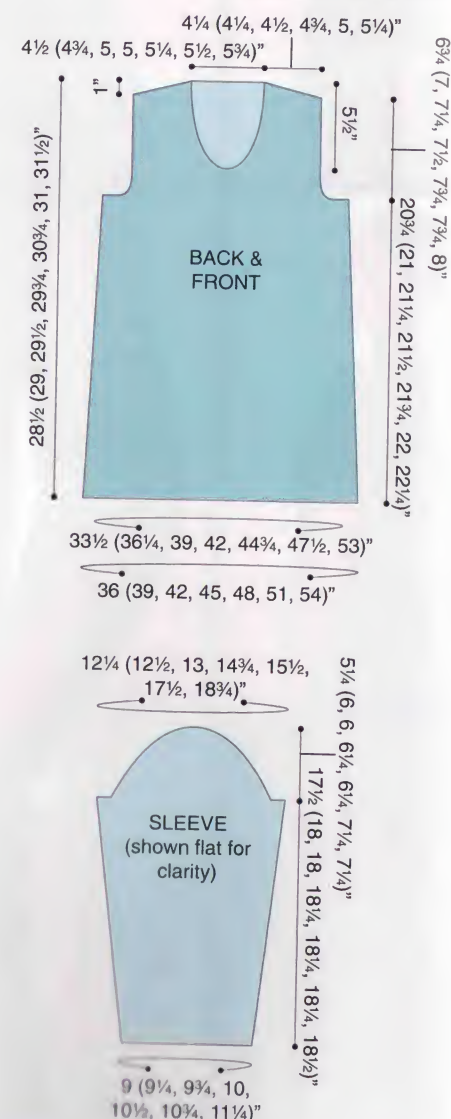 4¼ (4¼, 4½, 4¾, 5, 5¼)”
4½ (4¾, 5, 5, 5¼, 5½, 5¾)”
1”
5½”
6¾ (7, 7¼, 7½, 7¾, 7¾, 8)”
BACK &
FRONT
28½ (29, 29½, 29¾, 30¾, 31, 31½)”
20¾ (21, 21¼, 21½, 21¾, 22, 22¼)”
33½ (36¼, 39, 42, 44¾, 47½, 53)”
36 (39, 42, 45, 48, 51, 54)”
12¼ (12½, 13, 14¾, 15½,
17½, 18¾)”
5¼ (6, 6, 6¼, 6¼, 7¼, 7¼)”
SLEEVE
(shown flat for
clarity)
17½ (18, 18, 18¼, 18¼, 18¼, 18½)”
9 (9¼, 9¾, 10,
10½, 10¾, 11¼)”